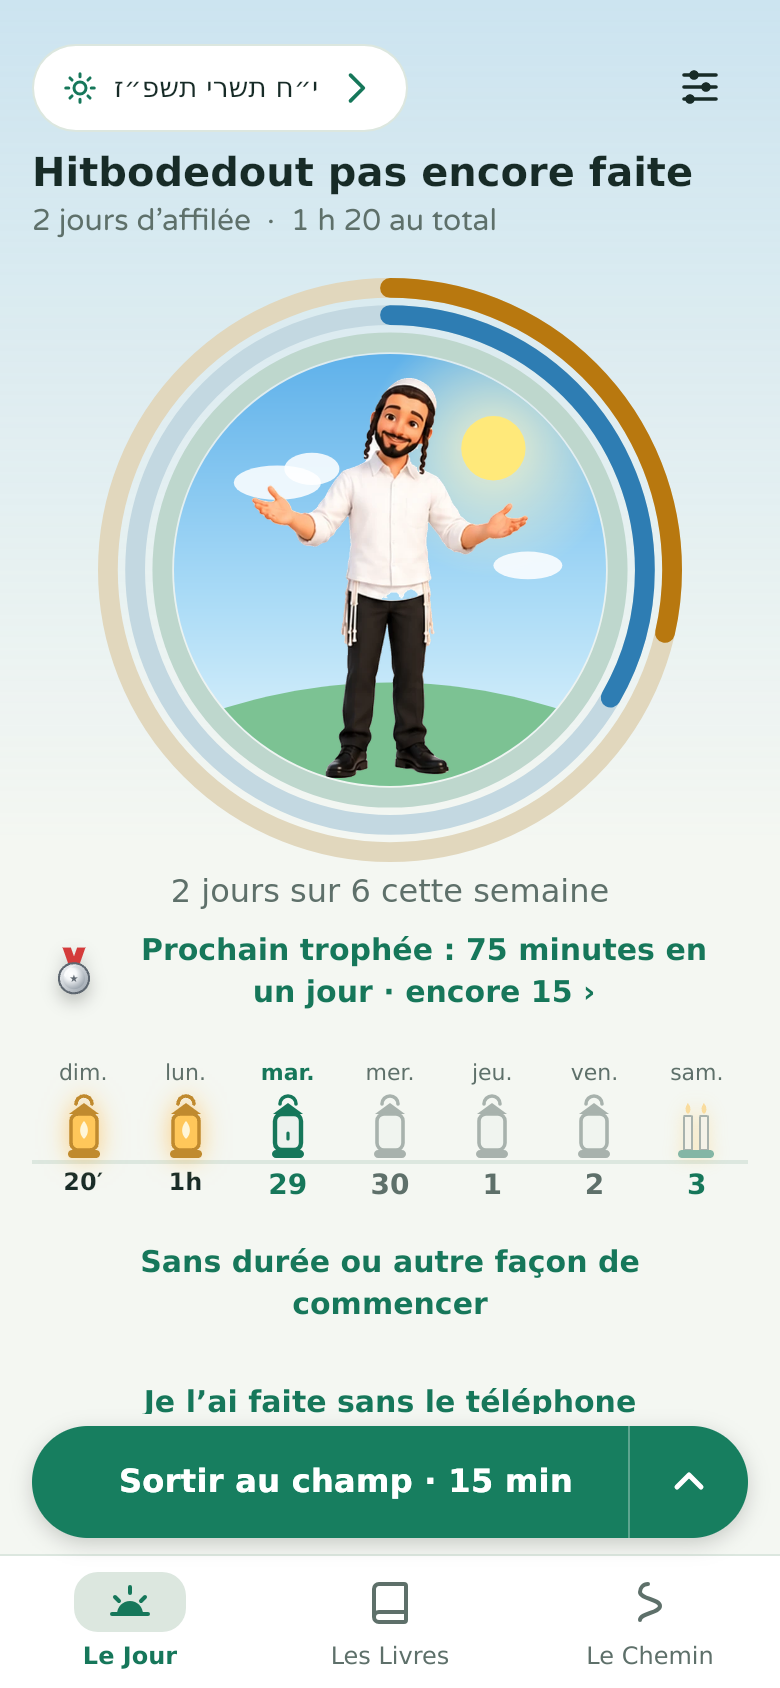 י״ח תשרי תשפ״ז
Hitbodedout pas encore faite
2 jours d’affilée · 1 h 20 au total
2 jours sur 6 cette semaine
Prochain trophée : 75 minutes en
un jour · encore 15 ›
dim. lun. mar. mer. jeu. ven. sam.
20′ 1h 29 30 1 2 3
Sans durée ou autre façon de
commencer
Je l’ai faite sans le téléphone
Sortir au champ · 15 min
Le Jour Les Livres Le Chemin